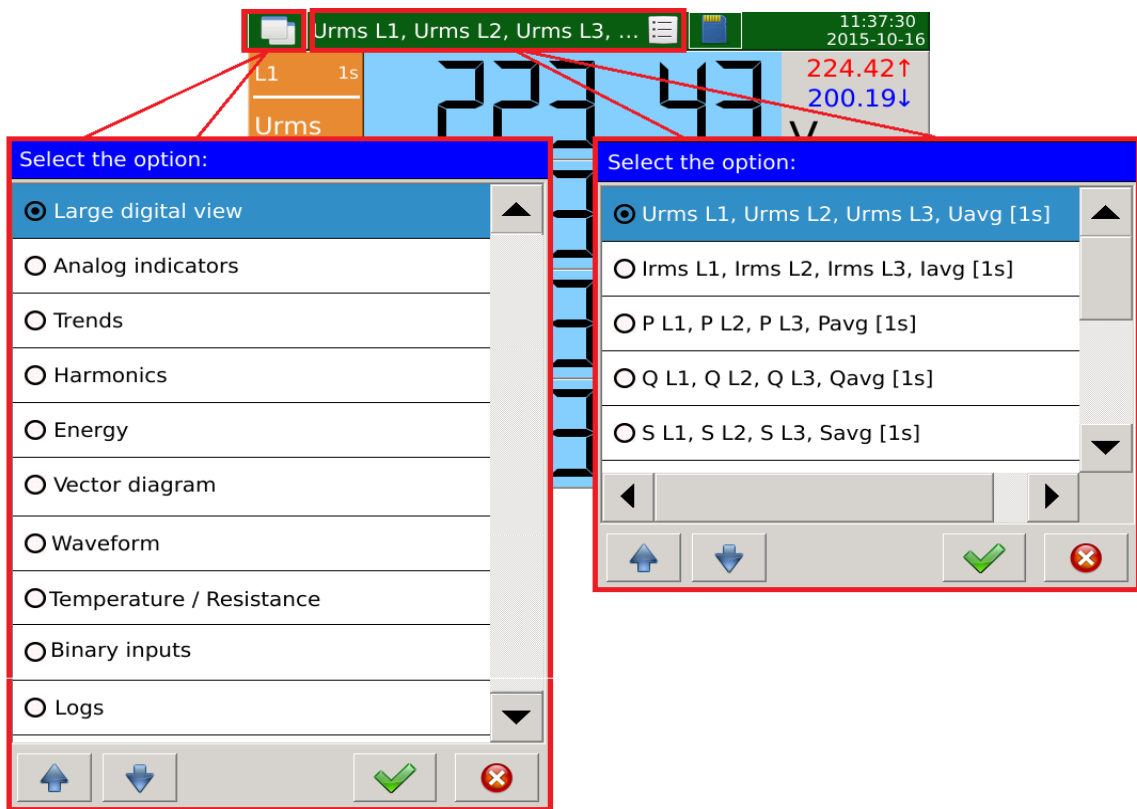 Urms L1, Urms L2, Urms L3, ...
11:37:30
2015-10-16
L1 1s
Urms
223 43
224.42↑
200.19↓
V
Select the option:
Large digital view
Analog indicators
Trends
Harmonics
Energy
Vector diagram
Waveform
Temperature / Resistance
Binary inputs
Logs
Select the option:
Urms L1, Urms L2, Urms L3, Uavg [1s]
Irms L1, Irms L2, Irms L3, Iavg [1s]
P L1, P L2, P L3, Pavg [1s]
Q L1, Q L2, Q L3, Qavg [1s]
S L1, S L2, S L3, Savg [1s]